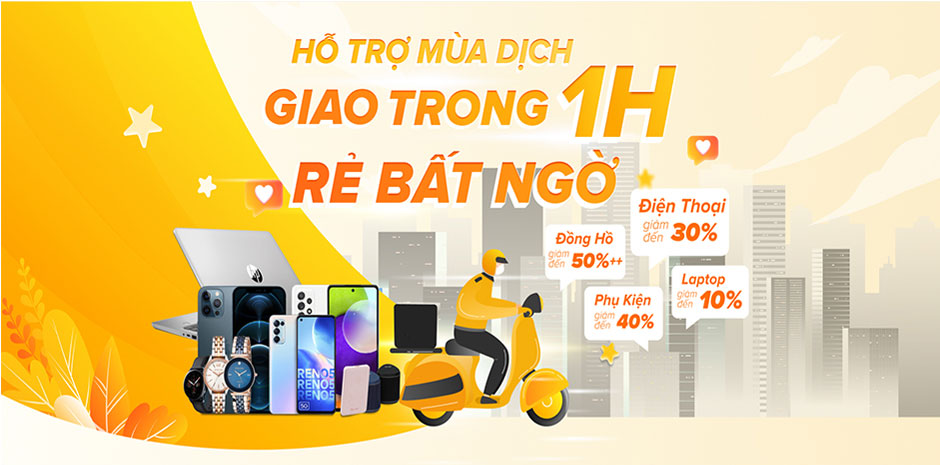 HỖ TRỢ MÙA DỊCH
GIAO TRONG 1H
RẺ BẤT NGỜ
Điện Thoại
giảm đến 30%
Đồng Hồ
giảm đến 50%++
Laptop
giảm đến 10%
Phụ Kiện
giảm đến 40%
RENO5
RENO5
RENO5
5G